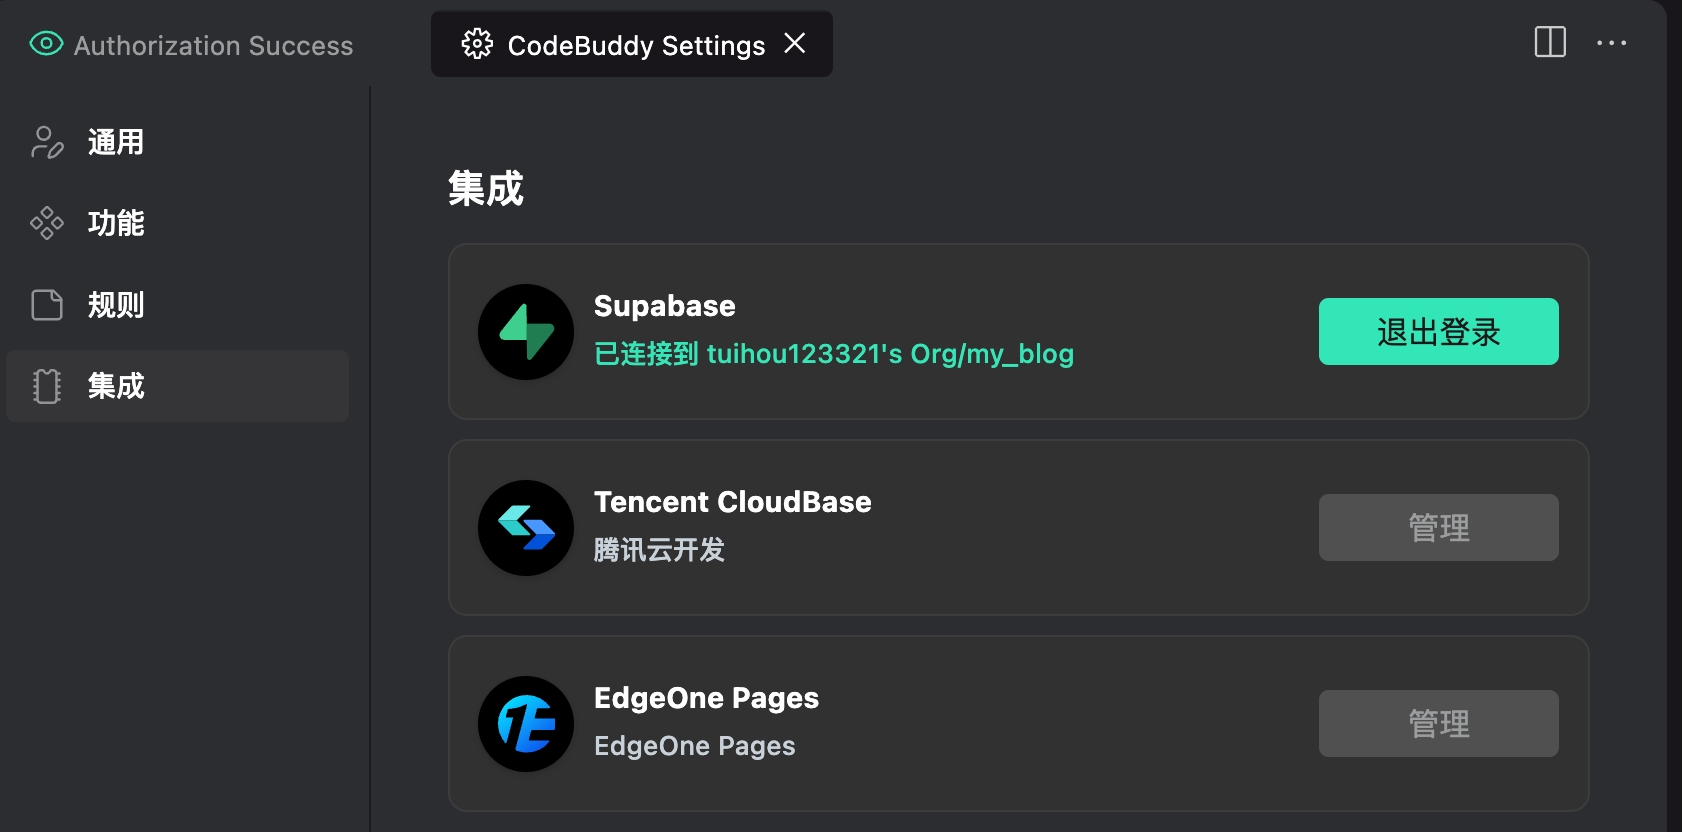 Authorization Success
CodeBuddy Settings
通用
功能
规则
集成
集成
Supabase
已连接到 tuihou123321's Org/my_blog
退出登录
Tencent CloudBase
腾讯云开发
管理
EdgeOne Pages
EdgeOne Pages
管理